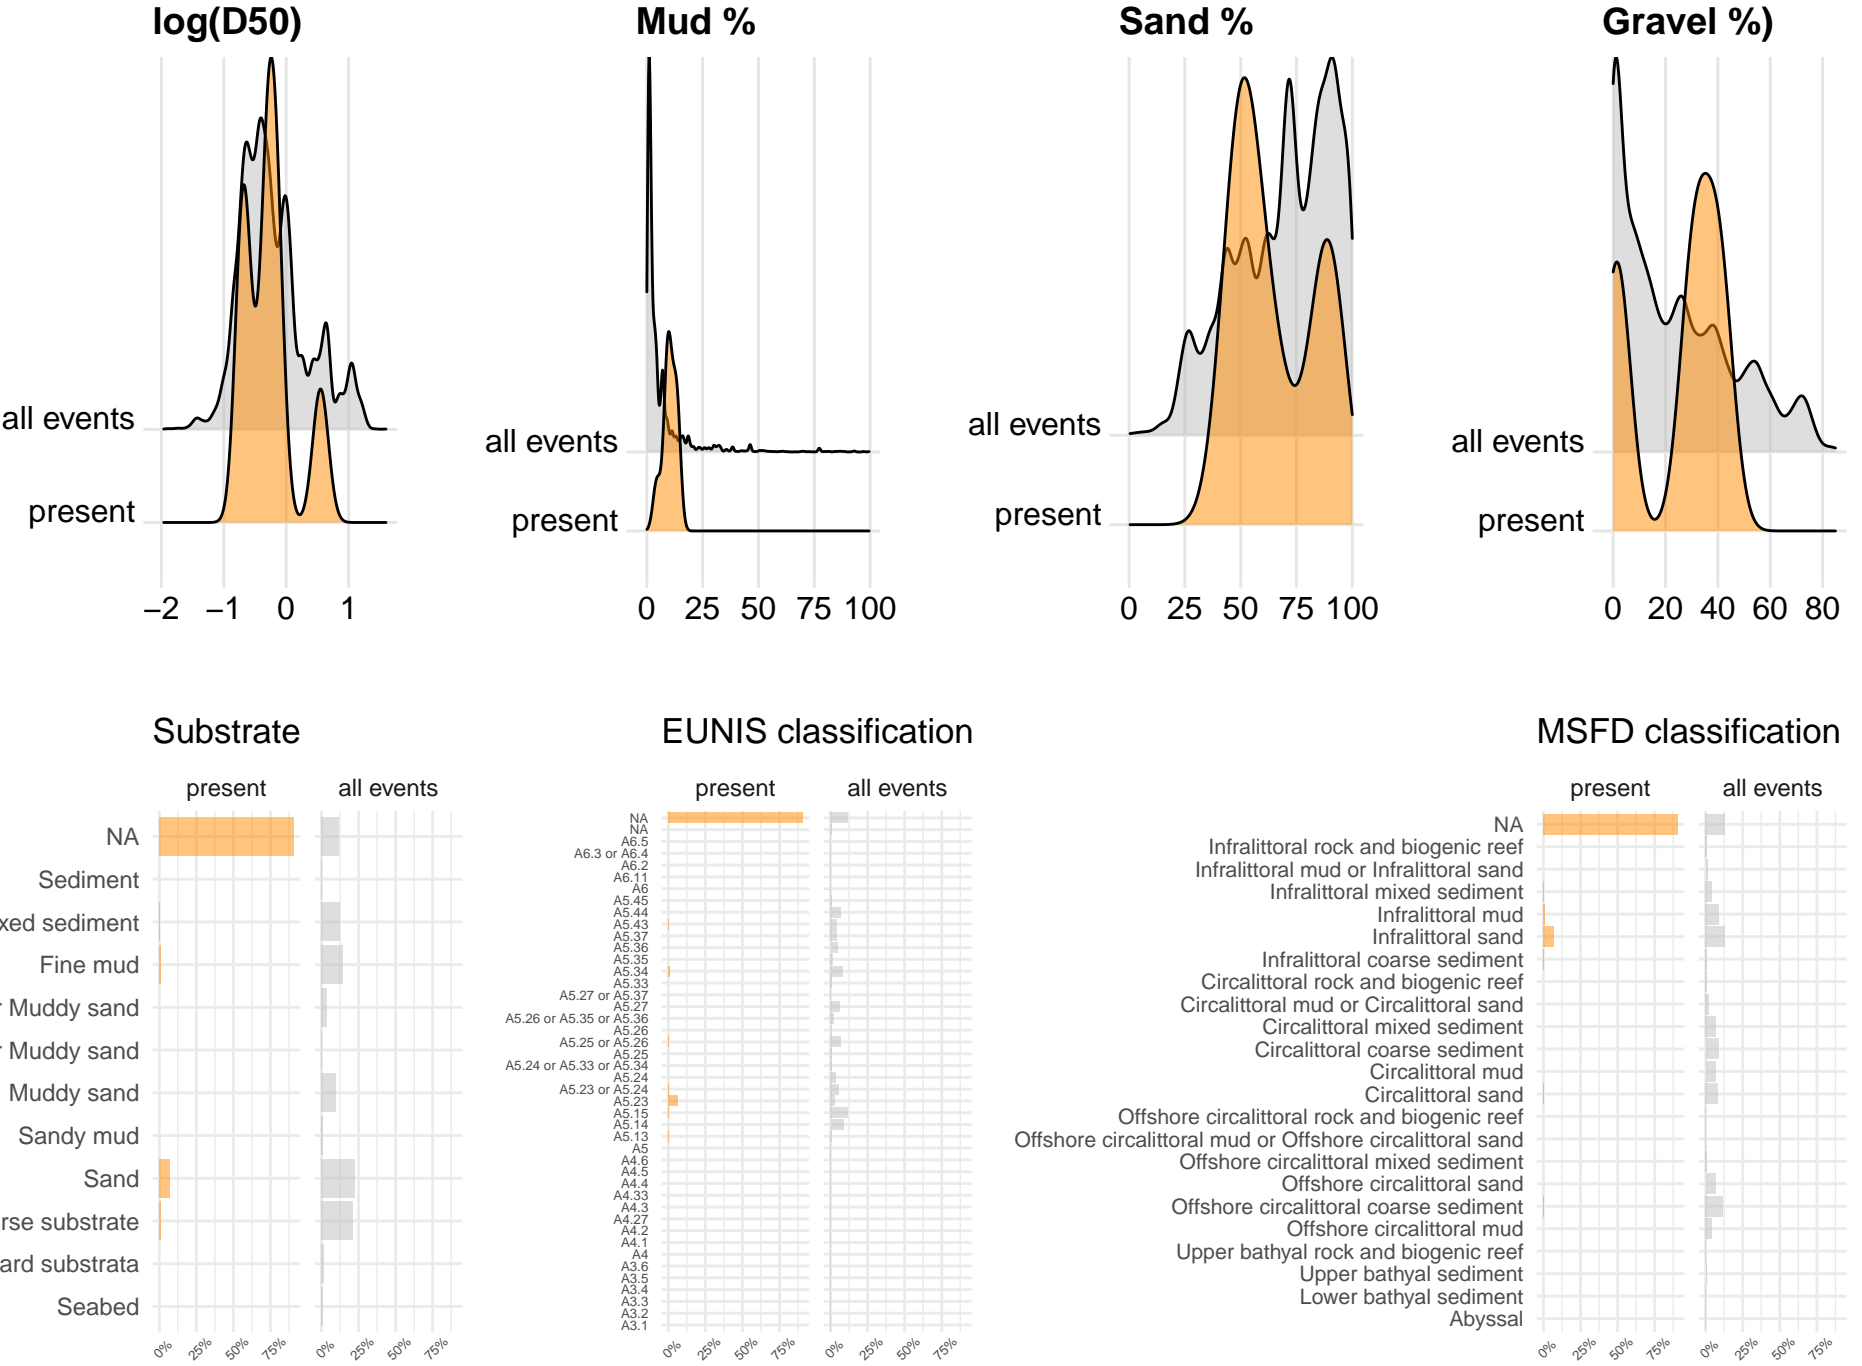 log(D50)
Mud %
Sand %
Gravel %)
all events
present
−2 −1 0 1
all events
present
0 25 50 75 100
all events
present
0 25 50 75 100
all events
present
0 20 40 60 80
Substrate
present all events
NA
Sediment
xed sediment
Fine mud
r Muddy sand
r Muddy sand
Muddy sand
Sandy mud
Sand
rse substrate
ard substrata
Seabed
0% 25% 50% 75% 0% 25% 50% 75%
EUNIS classification
present all events
NA
NA
A6.5
A6.3 or A6.4
A6.2
A6.11
A6
A5.45
A5.44
A5.43
A5.37
A5.36
A5.35
A5.34
A5.33
A5.27 or A5.37
A5.27
A5.26 or A5.35 or A5.36
A5.26
A5.25 or A5.26
A5.25
A5.24 or A5.33 or A5.34
A5.24
A5.23 or A5.24
A5.23
A5.15
A5.14
A5.13
A5
A4.6
A4.5
A4.4
A4.33
A4.3
A4.27
A4.2
A4.1
A4
A3.6
A3.5
A3.4
A3.3
A3.2
A3.1
0% 25% 50% 75% 0% 25% 50% 75%
MSFD classification
present all events
NA
Infralittoral rock and biogenic reef
Infralittoral mud or Infralittoral sand
Infralittoral mixed sediment
Infralittoral mud
Infralittoral sand
Infralittoral coarse sediment
Circalittoral rock and biogenic reef
Circalittoral mud or Circalittoral sand
Circalittoral mixed sediment
Circalittoral coarse sediment
Circalittoral mud
Circalittoral sand
Offshore circalittoral rock and biogenic reef
Offshore circalittoral mud or Offshore circalittoral sand
Offshore circalittoral mixed sediment
Offshore circalittoral sand
Offshore circalittoral coarse sediment
Offshore circalittoral mud
Upper bathyal rock and biogenic reef
Upper bathyal sediment
Lower bathyal sediment
Abyssal
0% 25% 50% 75% 0% 25% 50% 75%